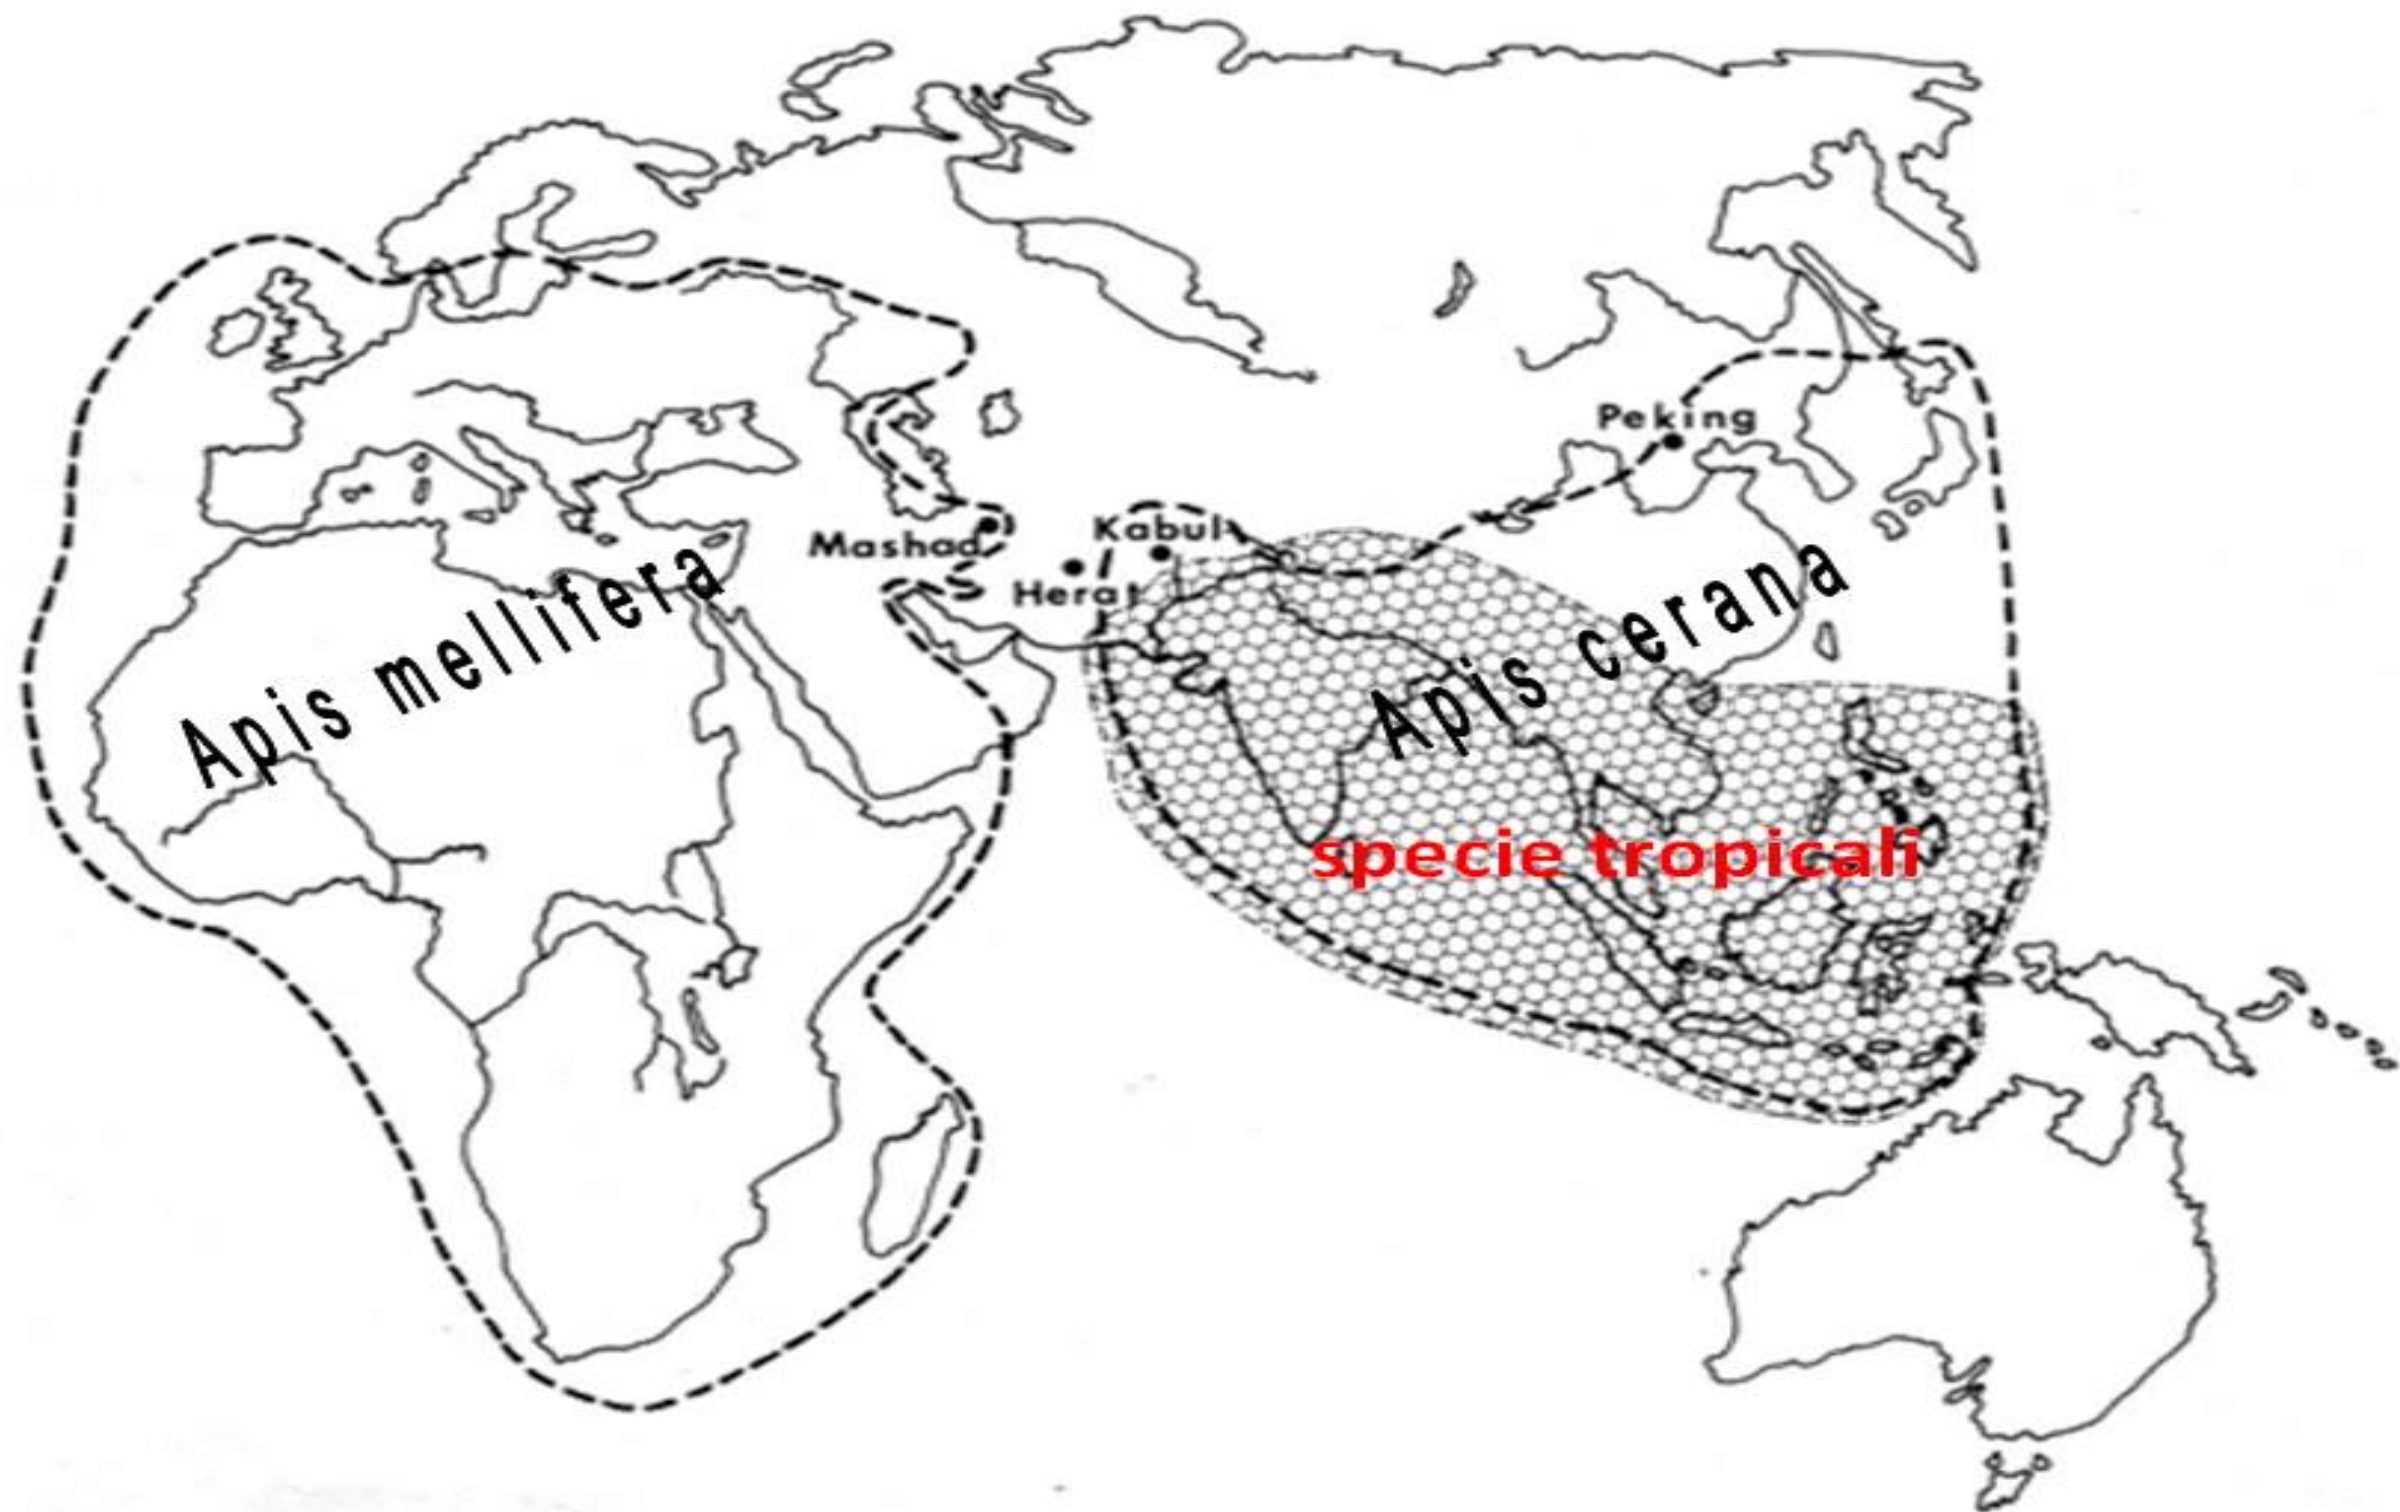 Peking
Kabul
Mashad
Herat
Apis mellifera
Apis cerana
specie tropicali